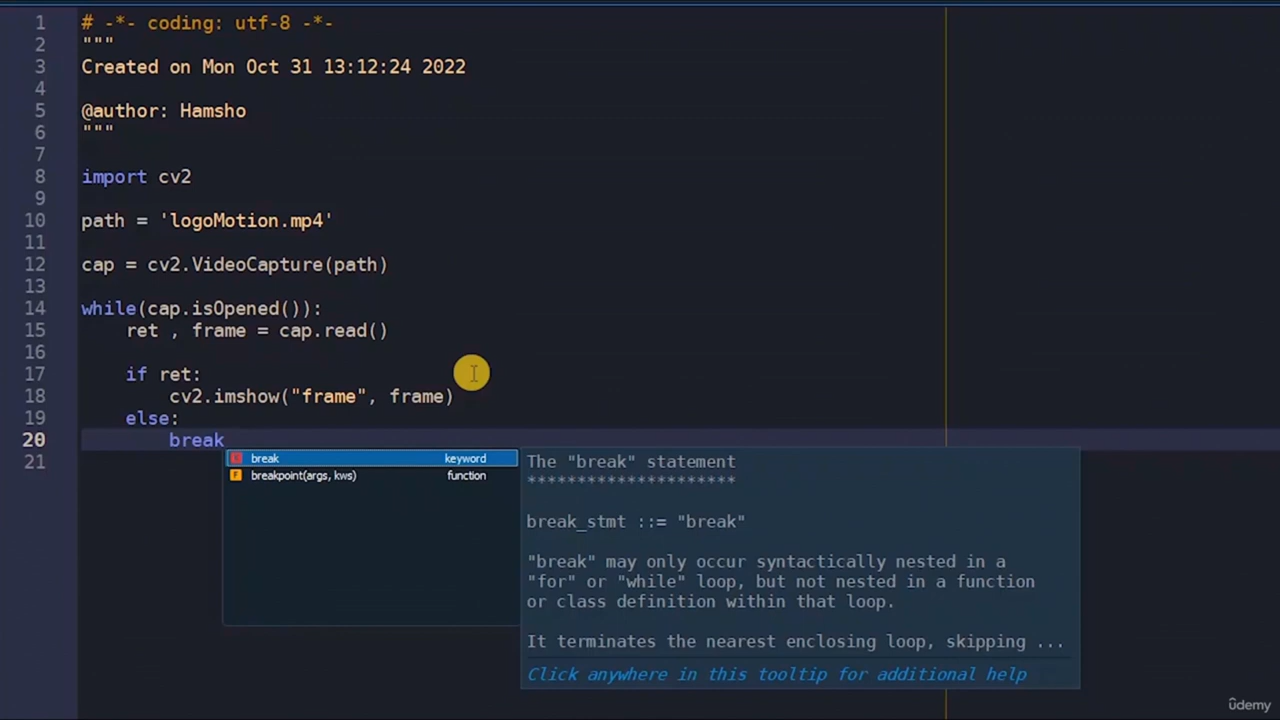 1 # -*- coding: utf-8 -*-
2 """
3 Created on Mon Oct 31 13:12:24 2022
4
5 @author: Hamsho
6 """
7
8 import cv2
9
10 path = 'logoMotion.mp4'
11
12 cap = cv2.VideoCapture(path)
13
14 while(cap.isOpened()):
15 ret , frame = cap.read()
16
17 if ret:
18 cv2.imshow("frame", frame)
19 else:
20 break
21
break keyword
breakpoint(args, kws) function
The "break" statement
*********************
break_stmt ::= "break"
"break" may only occur syntactically nested in a
"for" or "while" loop, but not nested in a function
or class definition within that loop.
It terminates the nearest enclosing loop, skipping ...
Click anywhere in this tooltip for additional help
ûdemy